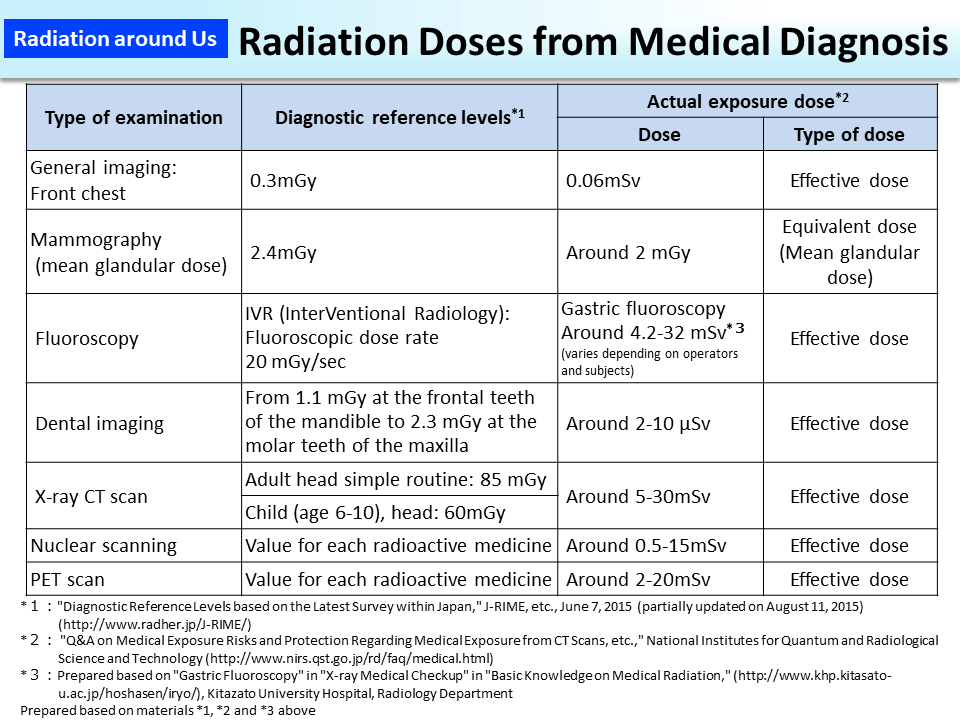 Radiation around Us
Radiation Doses from Medical Diagnosis
Type of examination
Diagnostic reference levels*1
Actual exposure dose*2
Dose
Type of dose
General imaging:
Front chest
0.3mGy
0.06mSv
Effective dose
Mammography
(mean glandular dose)
2.4mGy
Around 2 mGy
Equivalent dose
(Mean glandular
dose)
Fluoroscopy
IVR (InterVentional Radiology):
Fluoroscopic dose rate
20 mGy/sec
Gastric fluoroscopy
Around 4.2-32 mSv*３
(varies depending on operators
and subjects)
Effective dose
Dental imaging
From 1.1 mGy at the frontal teeth
of the mandible to 2.3 mGy at the
molar teeth of the maxilla
Around 2-10 μSv
Effective dose
X-ray CT scan
Adult head simple routine: 85 mGy
Child (age 6-10), head: 60mGy
Around 5-30mSv
Effective dose
Nuclear scanning
Value for each radioactive medicine
Around 0.5-15mSv
Effective dose
PET scan
Value for each radioactive medicine
Around 2-20mSv
Effective dose
*１："Diagnostic Reference Levels based on the Latest Survey within Japan," J-RIME, etc., June 7, 2015 (partially updated on August 11, 2015)
(http://www.radher.jp/J-RIME/)
*２： "Q&A on Medical Exposure Risks and Protection Regarding Medical Exposure from CT Scans, etc.," National Institutes for Quantum and Radiological
Science and Technology (http://www.nirs.qst.go.jp/rd/faq/medical.html)
*３：Prepared based on "Gastric Fluoroscopy" in "X-ray Medical Checkup" in "Basic Knowledge on Medical Radiation," (http://www.khp.kitasato-
u.ac.jp/hoshasen/iryo/), Kitazato University Hospital, Radiology Department
Prepared based on materials *1, *2 and *3 above